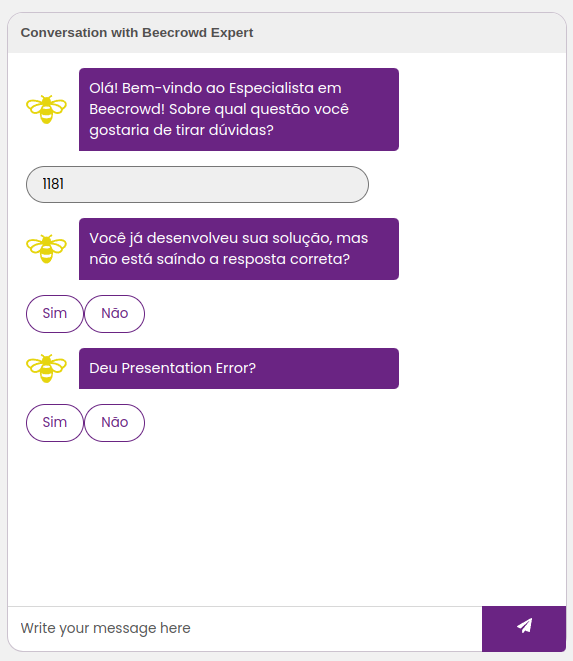 Conversation with Beecrowd Expert
Olá! Bem-vindo ao Especialista em
Beecrowd! Sobre qual questão você
gostaria de tirar dúvidas?
1181
Você já desenvolveu sua solução, mas
não está saíndo a resposta correta?
Sim Não
Deu Presentation Error?
Sim Não
Write your message here